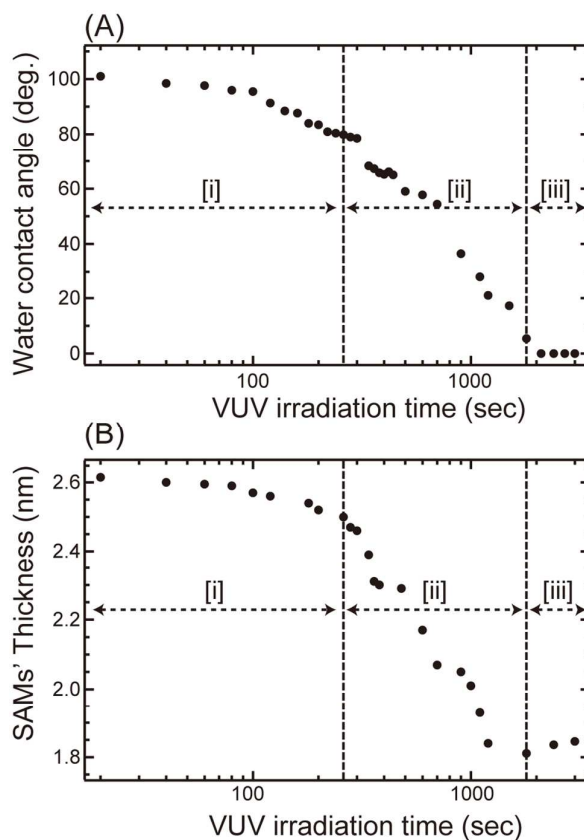 (A)
Water contact angle (deg.)
100
80
60
40
20
0
[i]
[ii]
[iii]
100
1000
VUV irradiation time (sec)
(B)
SAMs' Thickness (nm)
2.6
2.4
2.2
2.0
1.8
[i]
[ii]
[iii]
100
1000
VUV irradiation time (sec)